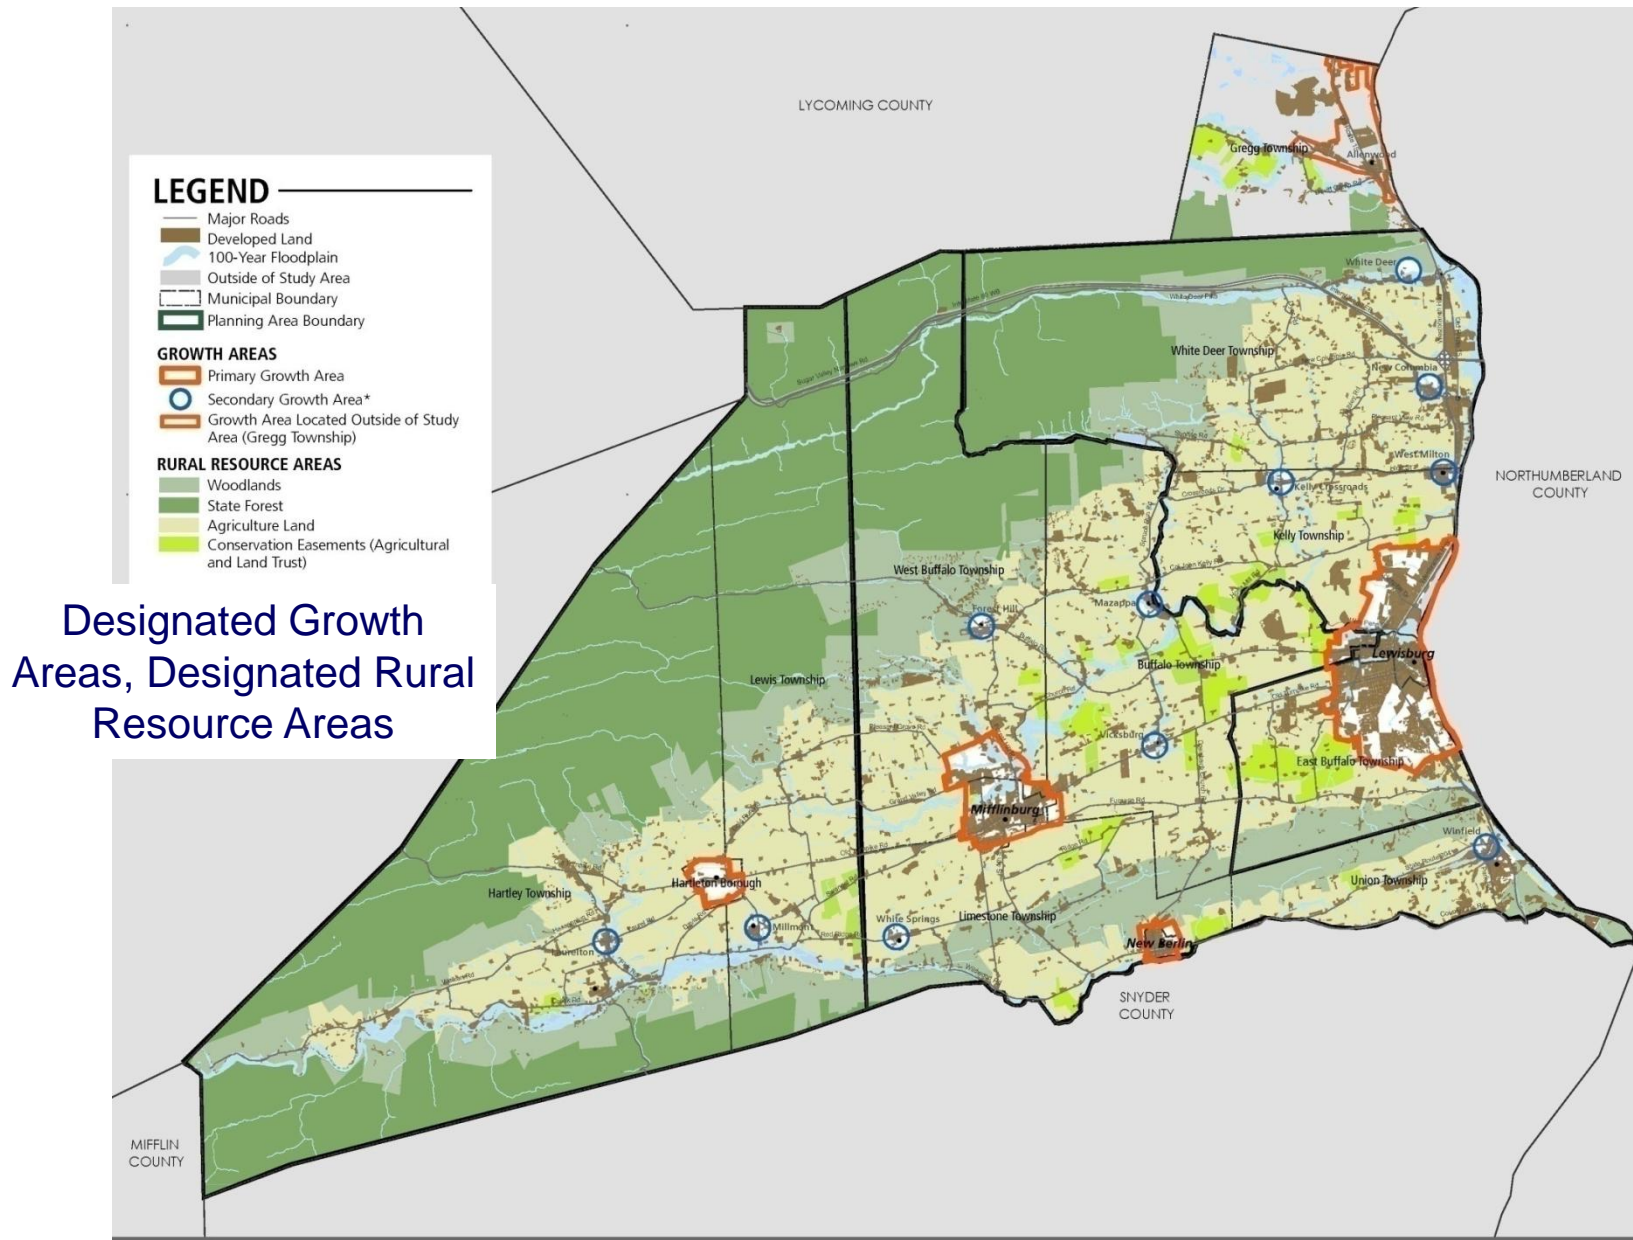 LYCOMING COUNTY
LEGEND
Major Roads
Developed Land
100-Year Floodplain
Outside of Study Area
Municipal Boundary
Planning Area Boundary
GROWTH AREAS
Primary Growth Area
Secondary Growth Area*
Growth Area Located Outside of Study
Area (Gregg Township)
RURAL RESOURCE AREAS
Woodlands
State Forest
Agriculture Land
Conservation Easements (Agricultural
and Land Trust)
Designated Growth
Areas, Designated Rural
Resource Areas
Gregg Township
Allenwood
White Deer
White Deer Township
New Columbia
West Milton
NORTHUMBERLAND
COUNTY
Kelly Crossroads
Kelly Township
West Buffalo Township
Forest Hill
Mazappa
Lewisburg
Buffalo Township
Lewis Township
Vicksburg
East Buffalo Township
Mifflinburg
Winfield
Hartley Township
Hartleton Borough
Union Township
White Springs
Limestone Township
Millmont
New Berlin
Laurelton
SNYDER
COUNTY
MIFFLIN
COUNTY